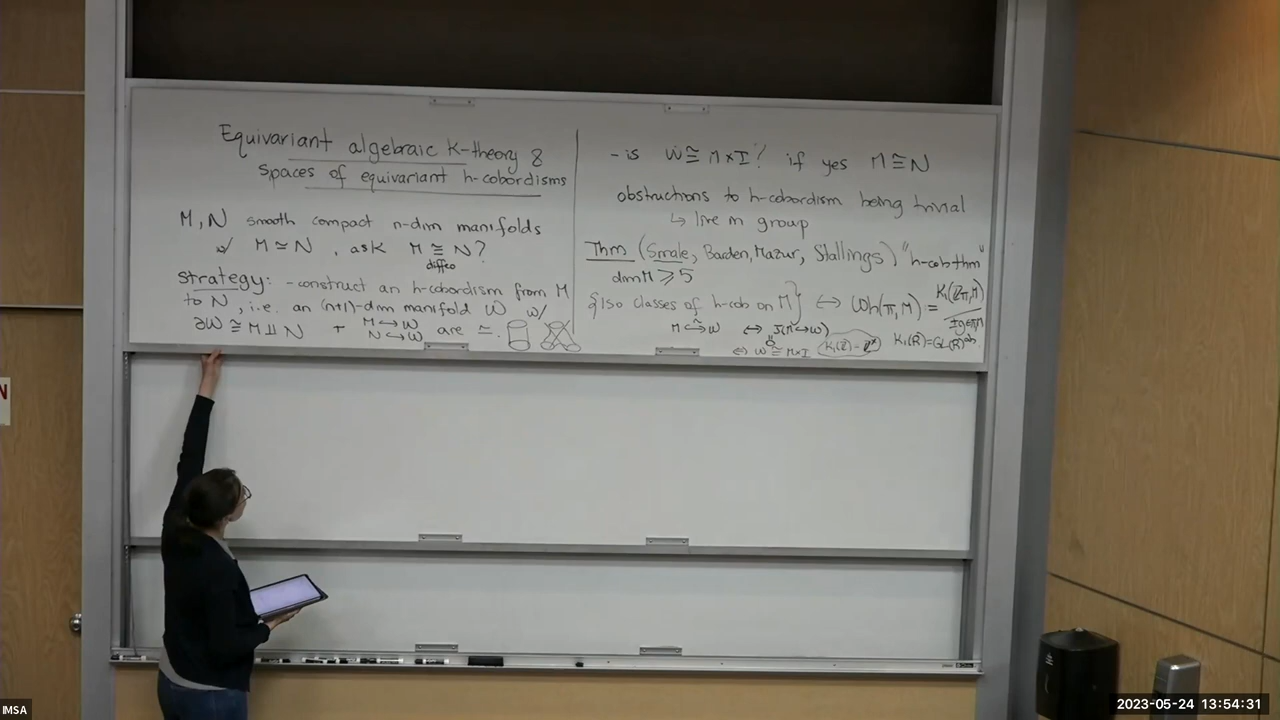 Equivariant algebraic K-theory &
Spaces of equivariant h-cobordisms
M, N smooth compact n-dim manifolds
w/ M ≃ N , ask M ≅ N?
diffeo
strategy: - construct an h-cobordism from M
to N, i.e. an (n+1)-dim manifold W w/
∂W ≅ M ⊔ N + M ↪ W are ≃.
N ↪ W
- is W ≅ M × I? if yes M ≅ N
obstructions to h-cobordism being trivial
↳ live in group
Thm (Smale, Barden, Mazur, Stallings) "h-cob thm"
dim M ≥ 5
{iso classes of h-cob on M} ↔ Wh(π₁M) = K₁(ℤπ₁M)
M ↪ W
⇔ W ≅ M×I
K₁(R) = GL(R)^ab
N
IMSA
2023-05-24 13:54:31